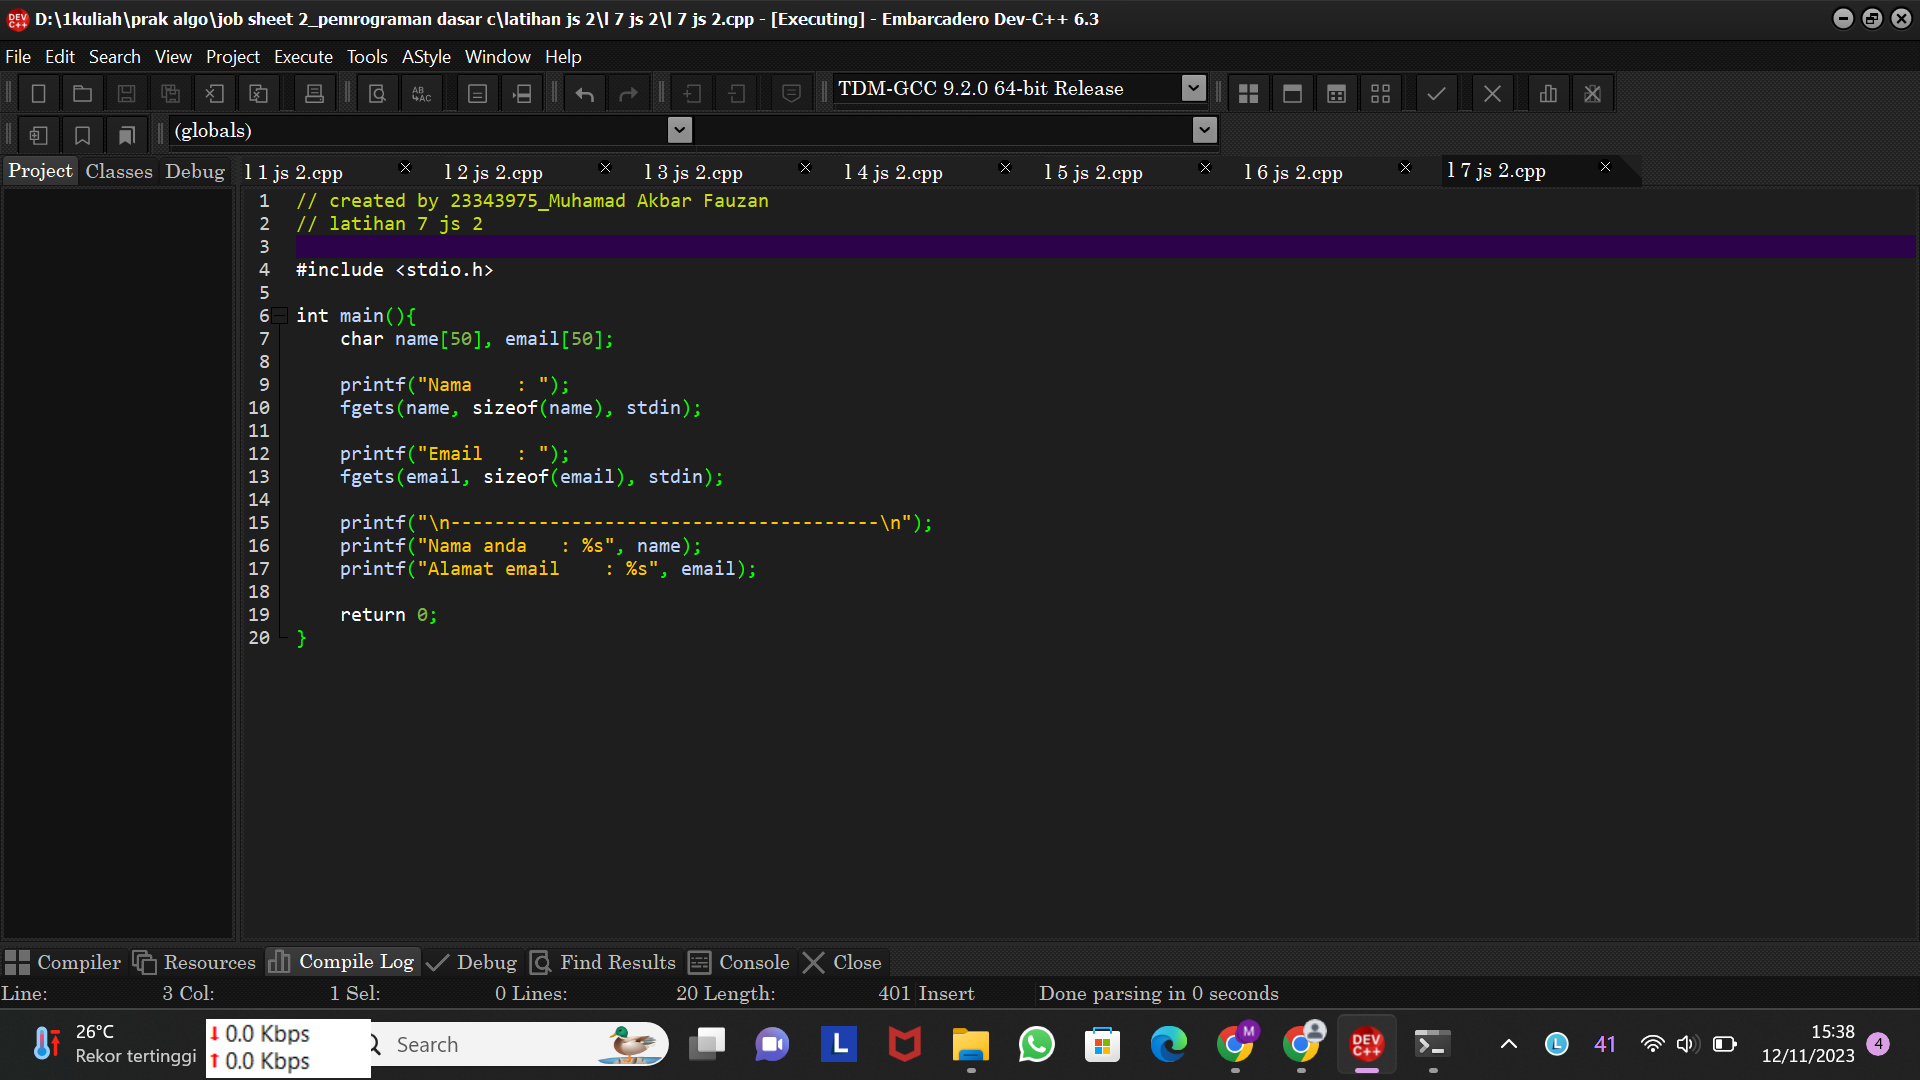 D:\1kuliah\prak algo\job sheet 2_pemrograman dasar c\latihan js 2\l 7 js 2\l 7 js 2.cpp - [Executing] - Embarcadero Dev-C++ 6.3
File Edit Search View Project Execute Tools AStyle Window Help
TDM-GCC 9.2.0 64-bit Release
(globals)
Project Classes Debug l 1 js 2.cpp l 2 js 2.cpp l 3 js 2.cpp l 4 js 2.cpp l 5 js 2.cpp l 6 js 2.cpp l 7 js 2.cpp
1 // created by 23343975_Muhamad Akbar Fauzan
2 // latihan 7 js 2
3
4 #include <stdio.h>
5
6 int main(){
7     char name[50], email[50];
8
9     printf("Nama    : ");
10     fgets(name, sizeof(name), stdin);
11
12     printf("Email   : ");
13     fgets(email, sizeof(email), stdin);
14
15     printf("\n---------------------------------------\n");
16     printf("Nama anda   : %s", name);
17     printf("Alamat email    : %s", email);
18
19     return 0;
20 }
Compiler Resources Compile Log Debug Find Results Console Close
Line: 3 Col: 1 Sel: 0 Lines: 20 Length: 401 Insert Done parsing in 0 seconds
26°C
Rekor tertinggi
0.0 Kbps
0.0 Kbps
Search
L
M
DEV
C++
L
41
15:38
12/11/2023
4